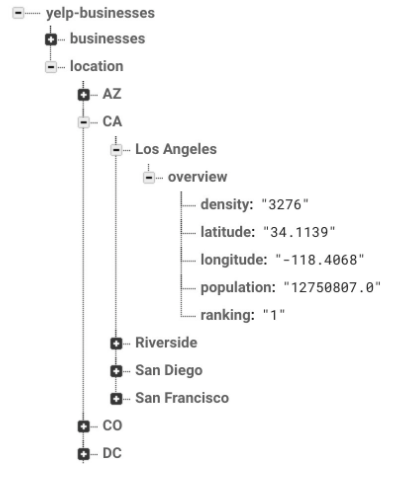 yelp-businesses
businesses
location
AZ
CA
Los Angeles
overview
density: "3276"
latitude: "34.1139"
longitude: "-118.4068"
population: "12750807.0"
ranking: "1"
Riverside
San Diego
San Francisco
CO
DC